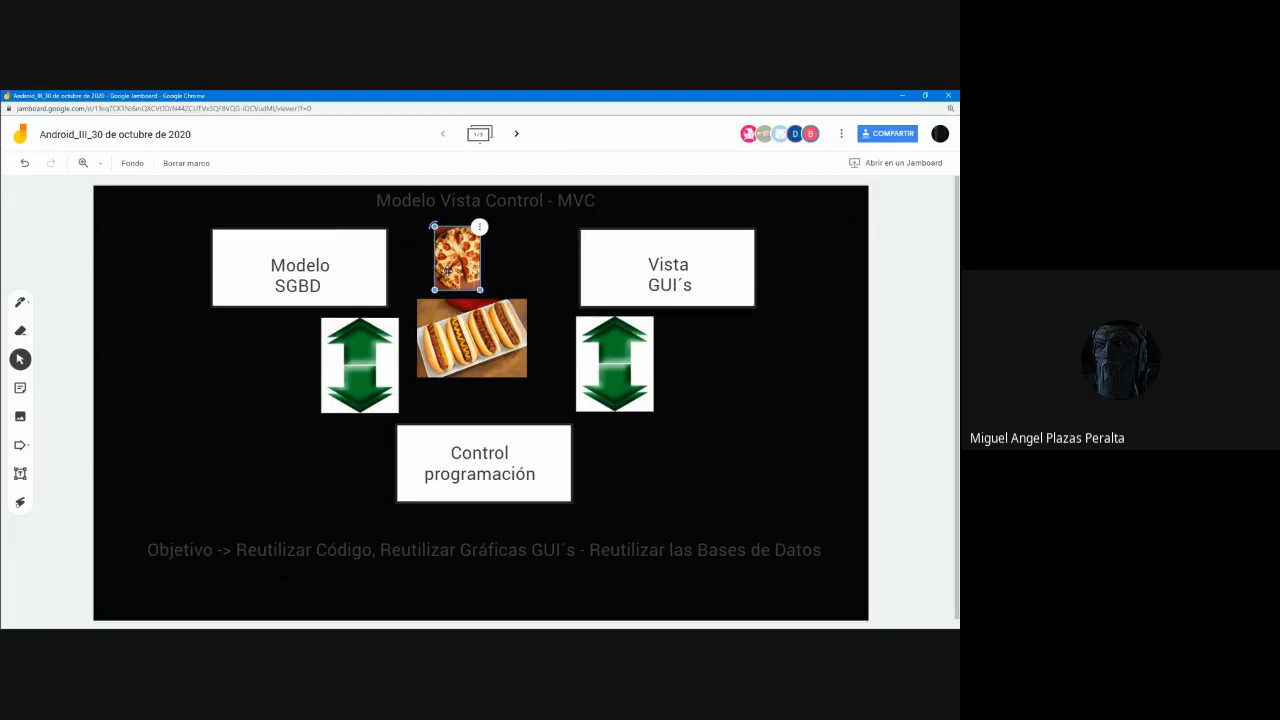 Android_III_30 de octubre de 2020 - Google Jamboard - Google Chrome
Android_III_30 de octubre de 2020
1/3
D
B
COMPARTIR
Fondo
Borrar marco
Abrir en un Jamboard
Modelo Vista Control - MVC
Modelo
SGBD
Vista
GUI´s
Control
programación
Objetivo -> Reutilizar Código, Reutilizar Gráficas GUI´s - Reutilizar las Bases de Datos
Miguel Angel Plazas Peralta